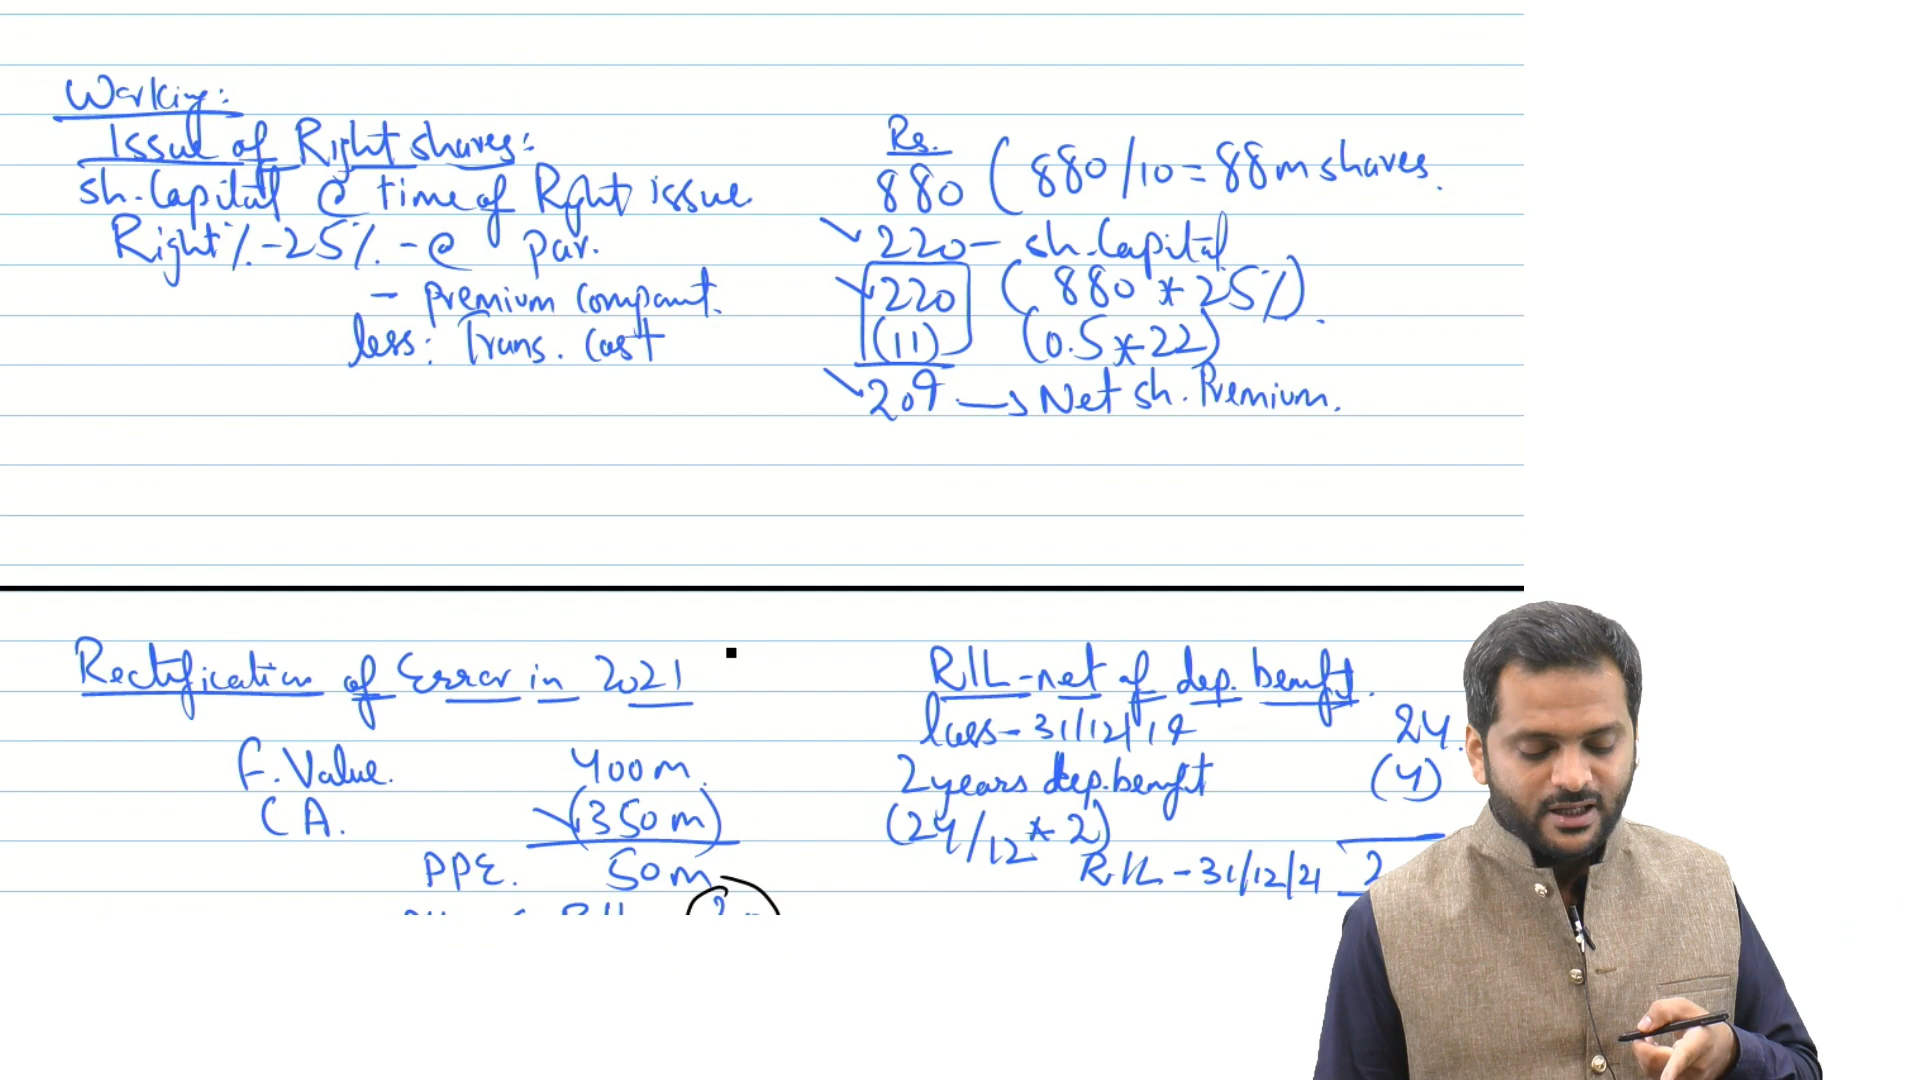 Working:
Issue of Right shares:
Rs.
sh. Capital @ time of Right issue 880 (880/10 = 88m shares.
Right % - 25% - @ par. 220 - sh. Capital
- premium compant. 220 (880 * 25%).
less: Trans. Cost (11) (0.5 * 22)
209 → Net sh. Premium.
Rectification of Error in 2021
F. Value. 400m.
CA. (350m)
PPE. 50m
R/L - net of dep. benefit.
loss - 31/12/19 24.
2 years dep. benefit (4)
(24/12 * 2)
R/L - 31/12/21 2